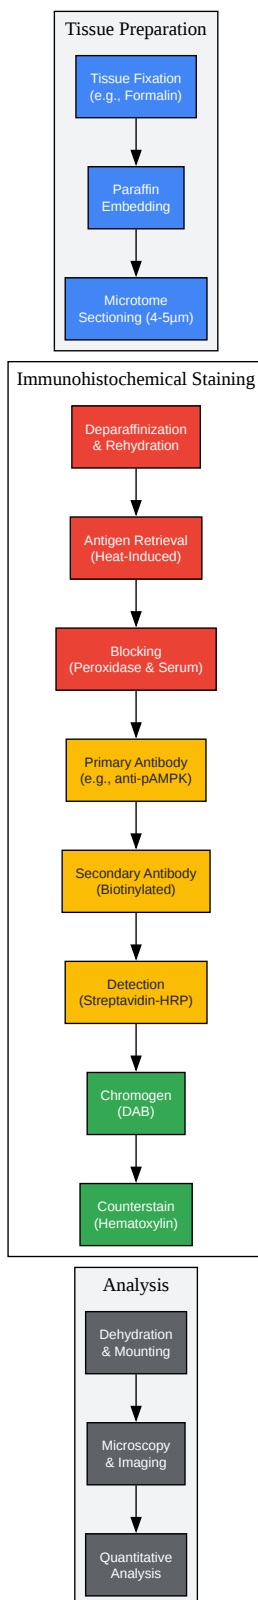 Tissue Preparation
Tissue Fixation
(e.g., Formalin)
Paraffin
Embedding
Microtome
Sectioning (4-5µm)
Immunohistochemical Staining
Deparaffinization
& Rehydration
Antigen Retrieval
(Heat-Induced)
Blocking
(Peroxidase & Serum)
Primary Antibody
(e.g., anti-pAMPK)
Secondary Antibody
(Biotinylated)
Detection
(Streptavidin-HRP)
Chromogen
(DAB)
Counterstain
(Hematoxylin)
Analysis
Dehydration
& Mounting
Microscopy
& Imaging
Quantitative
Analysis